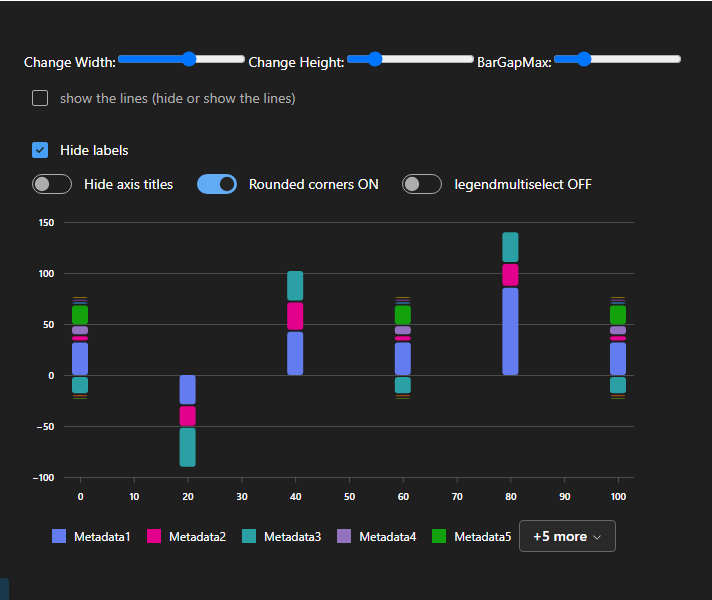 Change Width: Change Height: BarGapMax:
show the lines (hide or show the lines)
Hide labels
Hide axis titles Rounded corners ON legendmultiselect OFF
150
100
50
0
−50
−100
0 10 20 30 40 50 60 70 80 90 100
Metadata1 Metadata2 Metadata3 Metadata4 Metadata5 +5 more